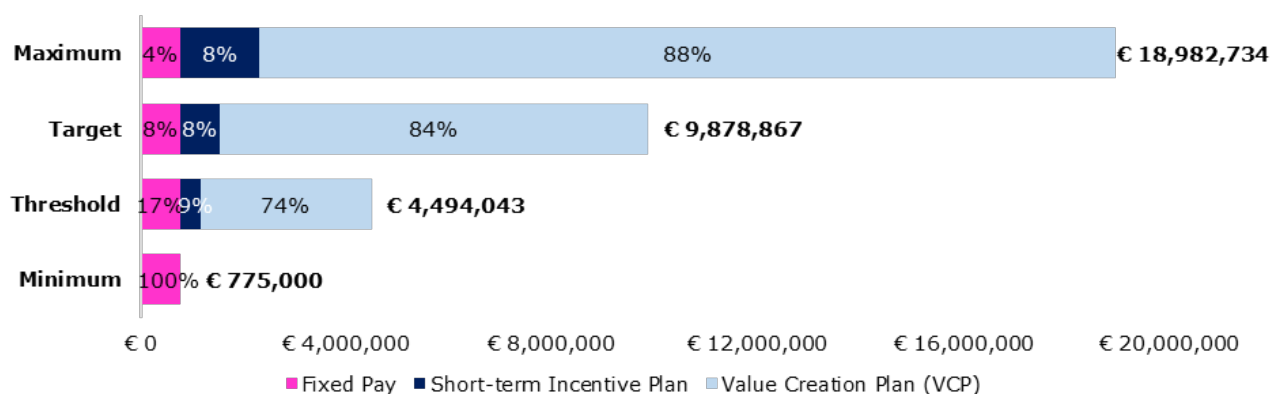 Maximum 4% 8% 88% € 18,982,734
Target 8% 8% 84% € 9,878,867
Threshold 17% 9% 74% € 4,494,043
Minimum 100% € 775,000
€ 0 € 4,000,000 € 8,000,000 € 12,000,000 € 16,000,000 € 20,000,000
Fixed Pay Short-term Incentive Plan Value Creation Plan (VCP)